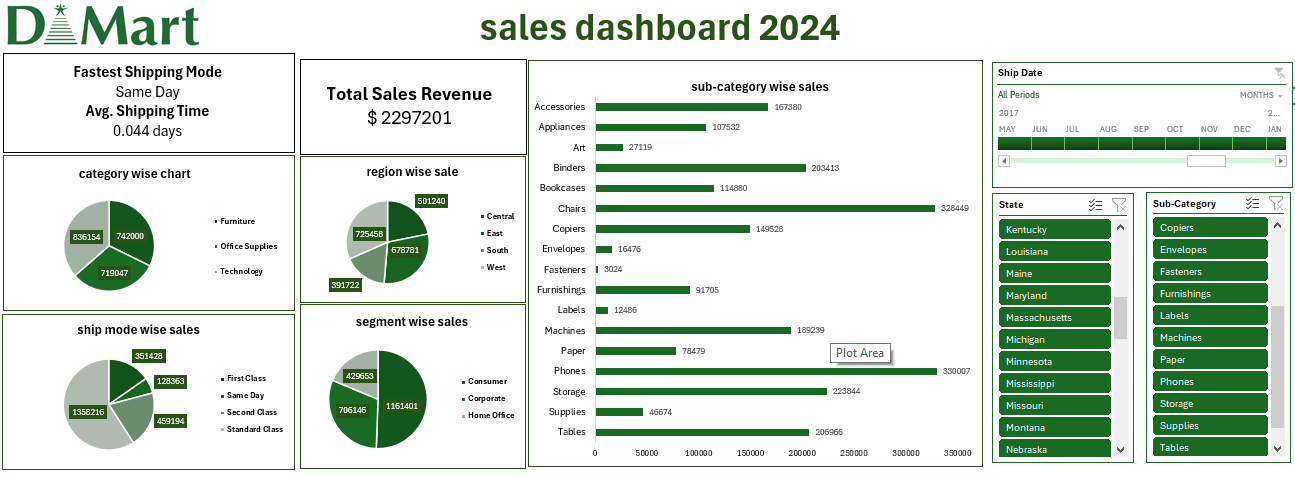 D Mart
sales dashboard 2024
Fastest Shipping Mode
Same Day
Avg. Shipping Time
0.044 days
Total Sales Revenue
$ 2297201
category wise chart
836154
742000
719047
Furniture
Office Supplies
Technology
region wise sale
501240
725458
678781
391722
Central
East
South
West
ship mode wise sales
351428
128363
1358216
459194
First Class
Same Day
Second Class
Standard Class
segment wise sales
429653
706146
1161401
Consumer
Corporate
Home Office
sub-category wise sales
Accessories 167380
Appliances 107532
Art 27119
Binders 203413
Bookcases 114880
Chairs 328449
Copiers 149528
Envelopes 16476
Fasteners 3024
Furnishings 91705
Labels 12486
Machines 189239
Paper 78479
Plot Area
Phones 330007
Storage 223844
Supplies 46674
Tables 206966
0 50000 100000 150000 200000 250000 300000 350000
Ship Date
All Periods MONTHS
2017 2...
MAY JUN JUL AUG SEP OCT NOV DEC JAN
State
Kentucky
Louisiana
Maine
Maryland
Massachusetts
Michigan
Minnesota
Mississippi
Missouri
Montana
Nebraska
Sub-Category
Copiers
Envelopes
Fasteners
Furnishings
Labels
Machines
Paper
Phones
Storage
Supplies
Tables